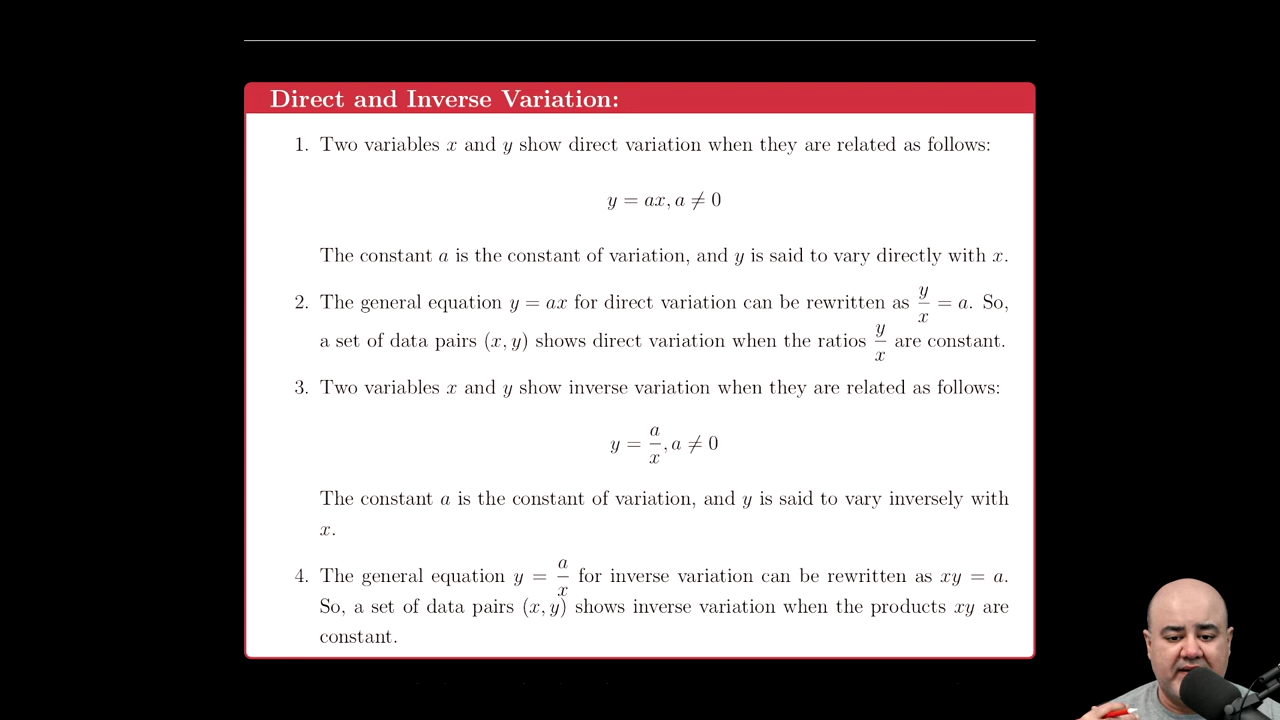 Direct and Inverse Variation:
1. Two variables x and y show direct variation when they are related as follows:
y = ax, a ≠ 0
The constant a is the constant of variation, and y is said to vary directly with x.
2. The general equation y = ax for direct variation can be rewritten as y/x = a. So,
a set of data pairs (x, y) shows direct variation when the ratios y/x are constant.
3. Two variables x and y show inverse variation when they are related as follows:
y = a/x, a ≠ 0
The constant a is the constant of variation, and y is said to vary inversely with
x.
4. The general equation y = a/x for inverse variation can be rewritten as xy = a.
So, a set of data pairs (x, y) shows inverse variation when the products xy are
constant.